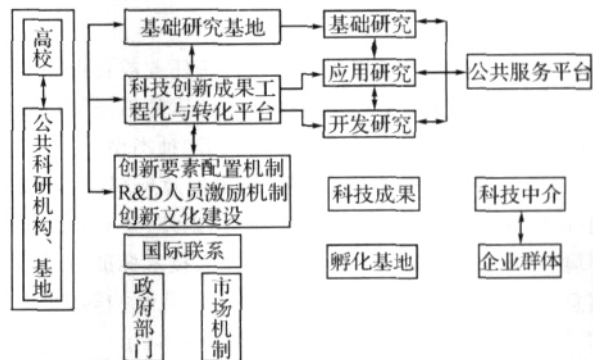 高校
公共科研机构、基地
基础研究基地
科技创新成果工
程化与转化平台
创新要素配置机制
R&D人员激励机制
创新文化建设
国际联系
政府部门
市场机制
基础研究
应用研究
开发研究
公共服务平台
科技成果
科技中介
孵化基地
企业群体